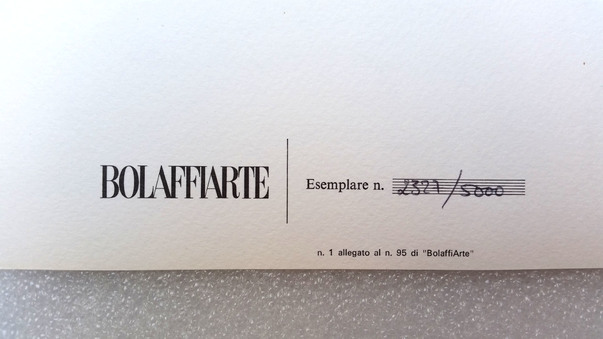 BOLAFFIARTE
Esemplare n. 2327/5000
n. 1 allegato al n. 95 di "BolaffiArte"